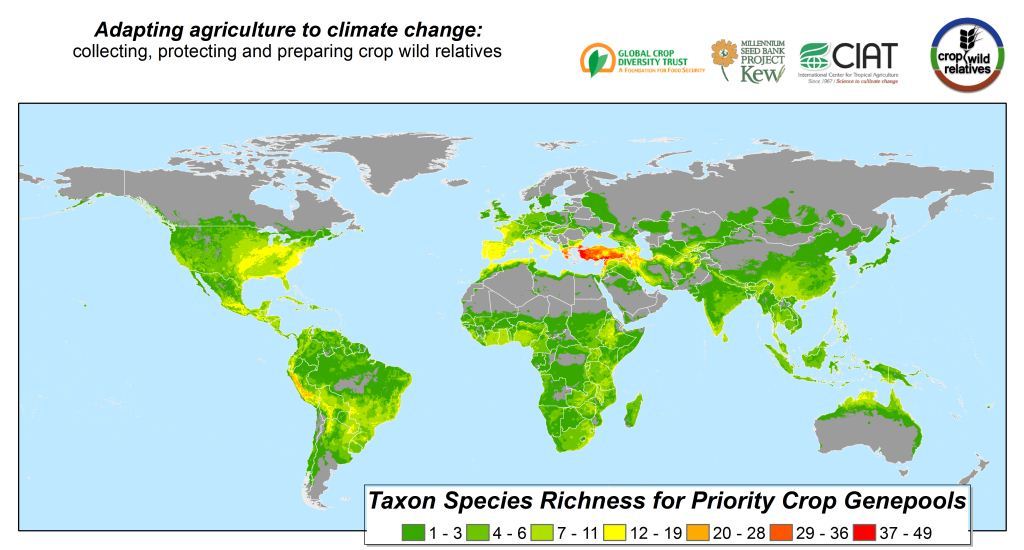 Adapting agriculture to climate change:
collecting, protecting and preparing crop wild relatives
GLOBAL CROP
DIVERSITY TRUST
A FOUNDATION FOR FOOD SECURITY
MILLENNIUM
SEED BANK
PROJECT
Kew
CIAT
International Center for Tropical Agriculture
Since 1967 / Science to cultivate change
crop wild
relatives
Taxon Species Richness for Priority Crop Genepools
1 - 3 4 - 6 7 - 11 12 - 19 20 - 28 29 - 36 37 - 49